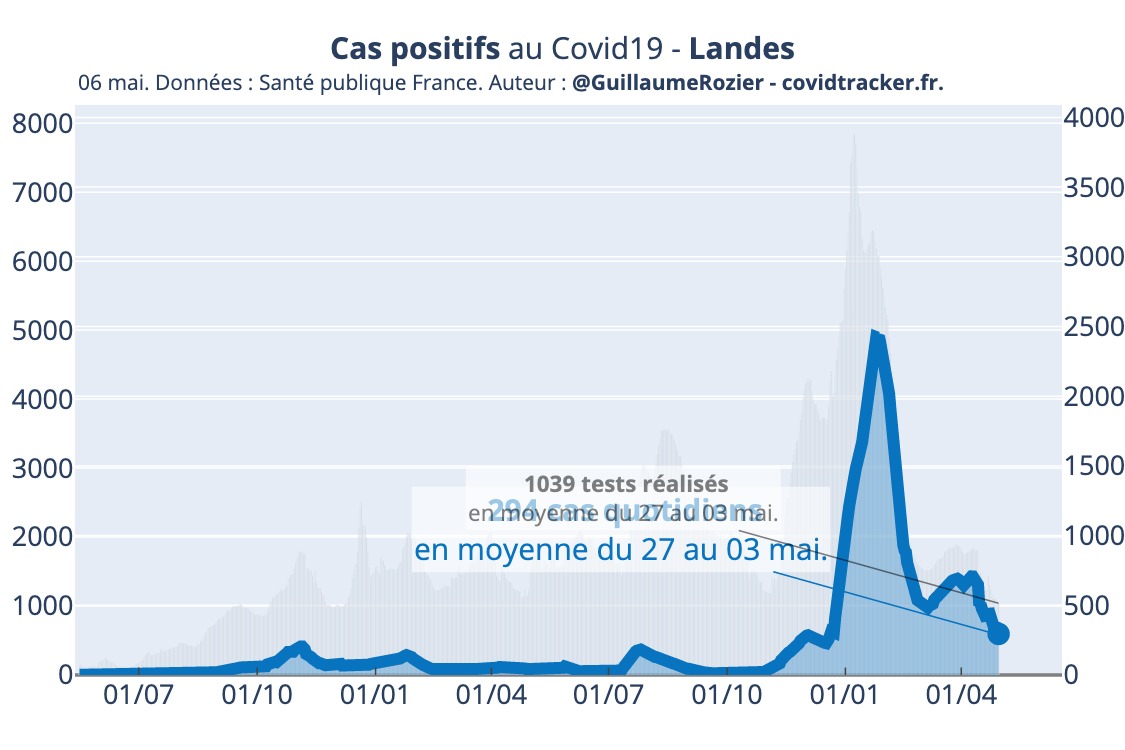 Cas positifs au Covid19 - Landes
06 mai. Données : Santé publique France. Auteur : @GuillaumeRozier - covidtracker.fr.
8000
7000
6000
5000
4000
3000
2000
1000
0
4000
3500
3000
2500
2000
1500
1000
500
0
1039 tests réalisés
en moyenne du 27 au 03 mai.
294 cas quotidiens
en moyenne du 27 au 03 mai.
01/07 01/10 01/01 01/04 01/07 01/10 01/01 01/04